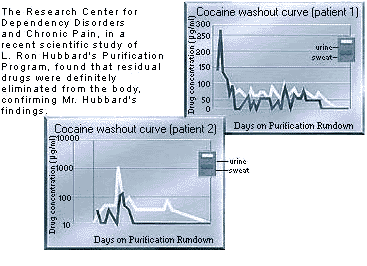 The Research Center for
Dependency Disorders
and Chronic Pain, in a
recent scientific study of
L. Ron Hubbard's Purification
Program, found that residual
drugs were definitely
eliminated from the body,
confirming Mr. Hubbard's
findings.
Cocaine washout curve (patient 1)
Drug concentration (µg/ml)
300
250
200
150
100
50
0
urine
sweat
Days on Purification Rundown
Cocaine washout curve (patient 2)
Drug concentration (µg/ml)
10000
1000
100
10
urine
sweat
Days on Purification Rundown